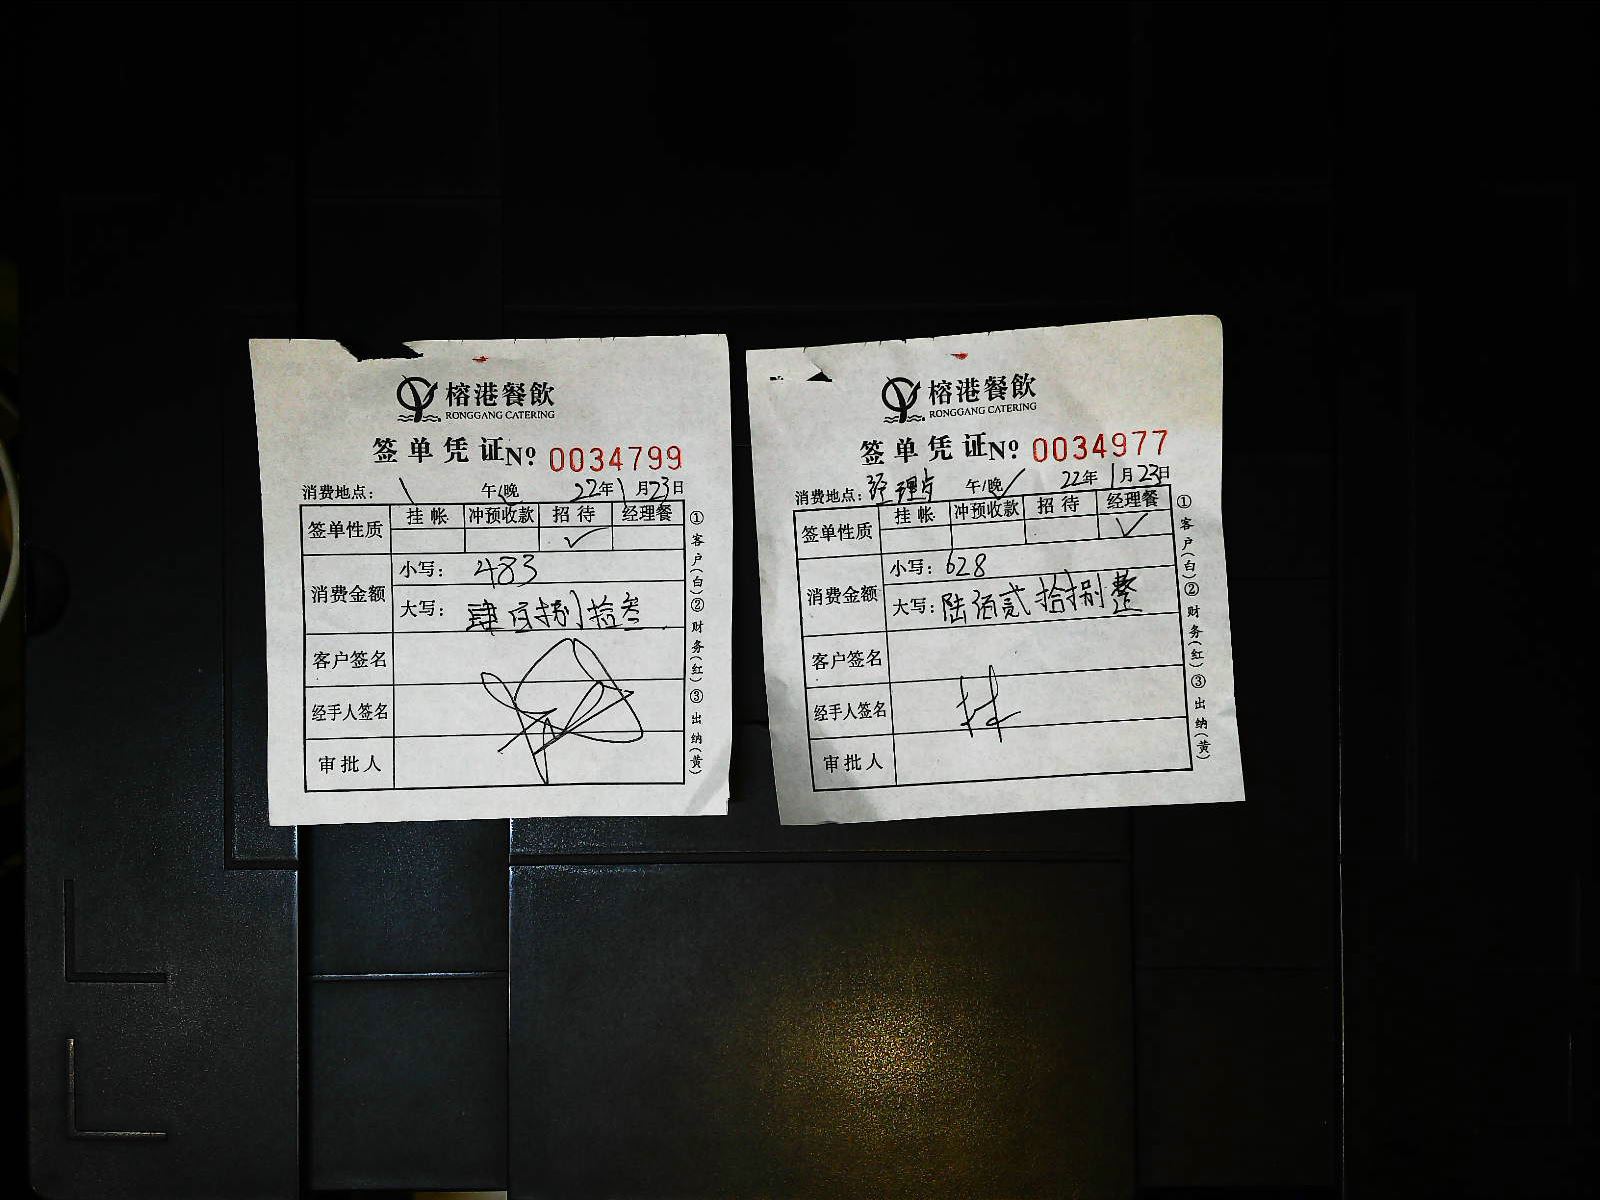 榕港餐飲
RONGGANG CATERING
签单凭证No 0034799
消费地点： 午/晚 22年1月23日
签单性质 挂帐 冲预收款 招待 经理餐
✓
消费金额 小写：483
大写：肆佰捌拾叁
客户签名
经手人签名
审批人
①客户(白)②财务(红)③出纳(黄)
榕港餐飲
RONGGANG CATERING
签单凭证No 0034977
消费地点：经理 午/晚 22年1月23日
签单性质 挂帐 冲预收款 招待 经理餐
✓
消费金额 小写：628
大写：陆佰贰拾捌整
客户签名
经手人签名
审批人
①客户(白)②财务(红)③出纳(黄)